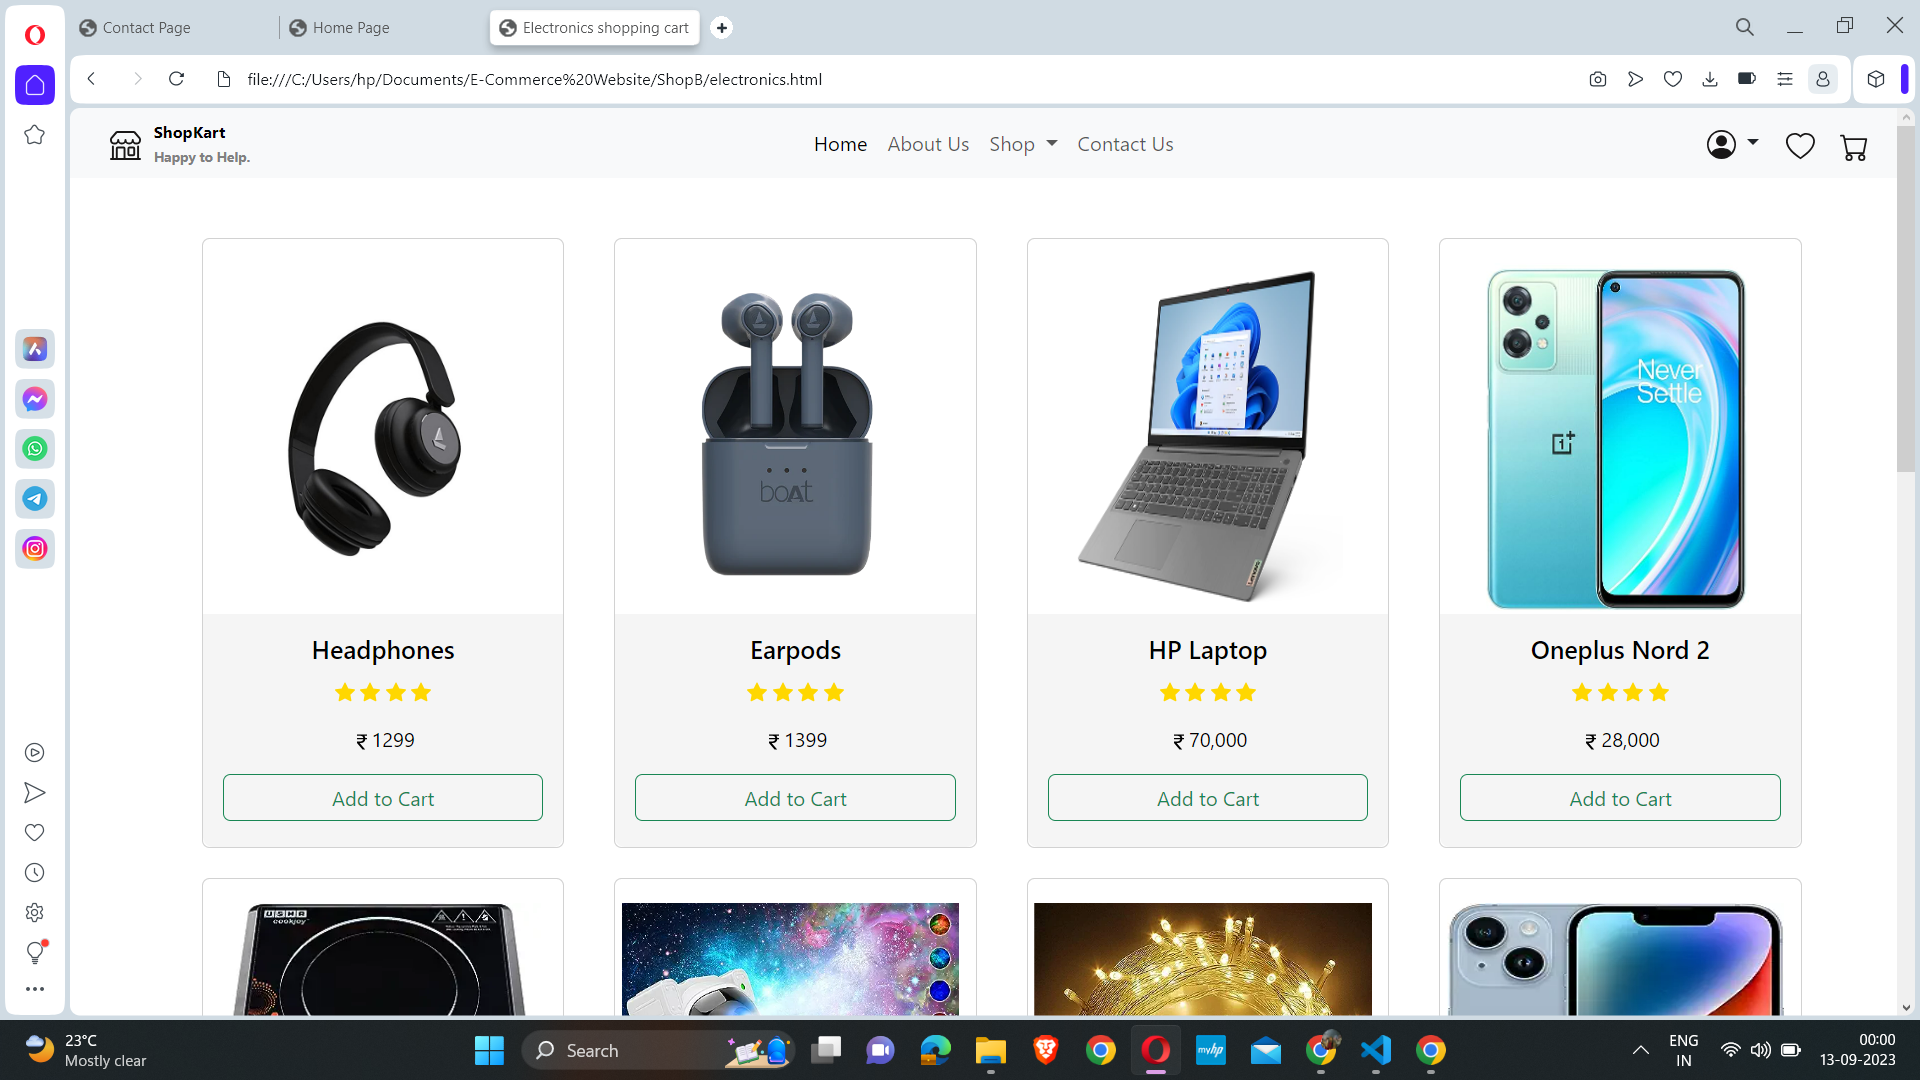 Contact Page
Home Page
Electronics shopping cart
file:///C:/Users/hp/Documents/E-Commerce%20Website/ShopB/electronics.html
ShopKart
Happy to Help.
Home
About Us
Shop
Contact Us
boAt
Never
Settle
Headphones
Earpods
HP Laptop
Oneplus Nord 2
₹ 1299
₹ 1399
₹ 70,000
₹ 28,000
Add to Cart
Add to Cart
Add to Cart
Add to Cart
USHA
cookjoy
23°C
Mostly clear
Search
myhp
ENG
IN
00:00
13-09-2023